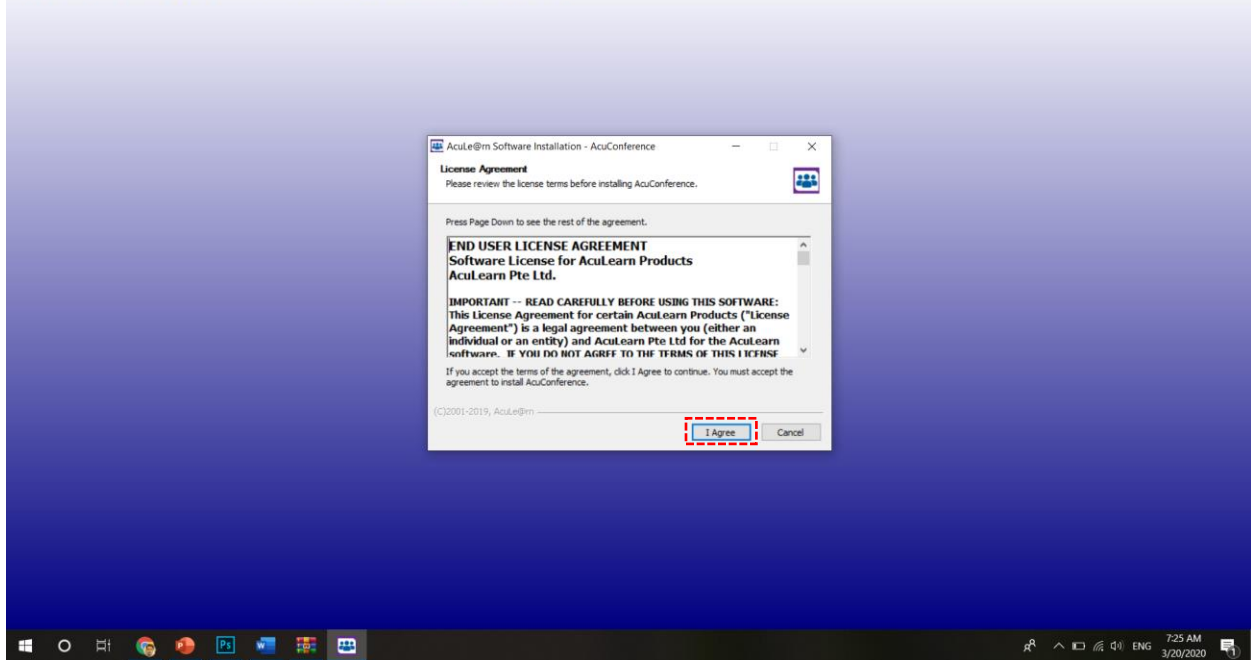 AcuLe@rn Software Installation - AcuConference
License Agreement
Please review the license terms before installing AcuConference.
Press Page Down to see the rest of the agreement.
END USER LICENSE AGREEMENT
Software License for AcuLearn Products
AcuLearn Pte Ltd.
IMPORTANT -- READ CAREFULLY BEFORE USING THIS SOFTWARE:
This License Agreement for certain AcuLearn Products ("License
Agreement") is a legal agreement between you (either an
individual or an entity) and AcuLearn Pte Ltd for the AcuLearn
software. IF YOU DO NOT AGREE TO THE TERMS OF THIS LICENSE
If you accept the terms of the agreement, click I Agree to continue. You must accept the
agreement to install AcuConference.
(C)2001-2019, AcuLe@rn
I Agree Cancel
Ps
ENG
7:25 AM
3/20/2020
1